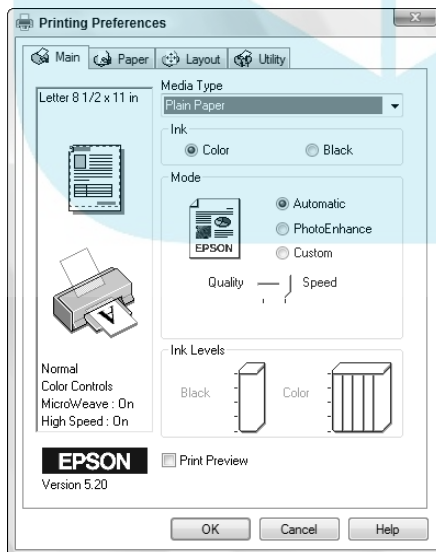 Printing Preferences
Main Paper Layout Utility
Letter 8 1/2 x 11 in
Media Type
Plain Paper
Ink
Color Black
Mode
EPSON
Automatic
PhotoEnhance
Custom
Quality Speed
A
Normal
Color Controls
MicroWeave : On
High Speed : On
Ink Levels
Black Color
EPSON
Version 5.20
Print Preview
OK Cancel Help